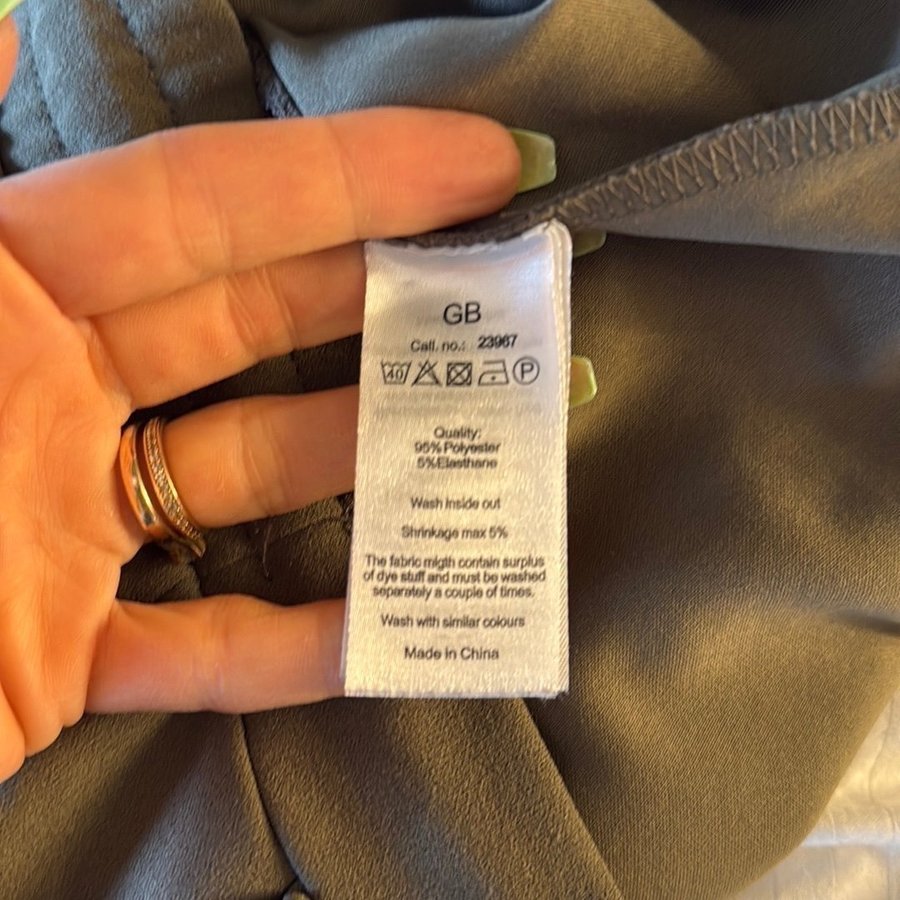 GB
Call. no.: 23967
40 P
Quality:
95% Polyester
5%Elasthane
Wash inside out
Shrinkage max 5%
The fabric migth contain surplus
of dye stuff and must be washed
separately a couple of times.
Wash with similar colours
Made in China